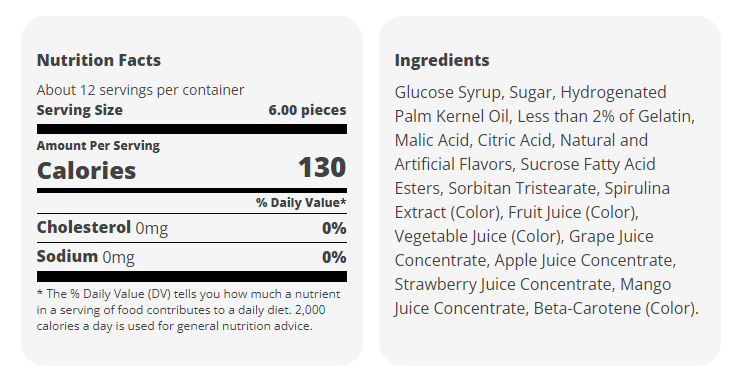 Nutrition Facts
About 12 servings per container
Serving Size 6.00 pieces
Amount Per Serving
Calories 130
% Daily Value*
Cholesterol 0mg 0%
Sodium 0mg 0%
* The % Daily Value (DV) tells you how much a nutrient
in a serving of food contributes to a daily diet. 2,000
calories a day is used for general nutrition advice.
Ingredients
Glucose Syrup, Sugar, Hydrogenated
Palm Kernel Oil, Less than 2% of Gelatin,
Malic Acid, Citric Acid, Natural and
Artificial Flavors, Sucrose Fatty Acid
Esters, Sorbitan Tristearate, Spirulina
Extract (Color), Fruit Juice (Color),
Vegetable Juice (Color), Grape Juice
Concentrate, Apple Juice Concentrate,
Strawberry Juice Concentrate, Mango
Juice Concentrate, Beta-Carotene (Color).